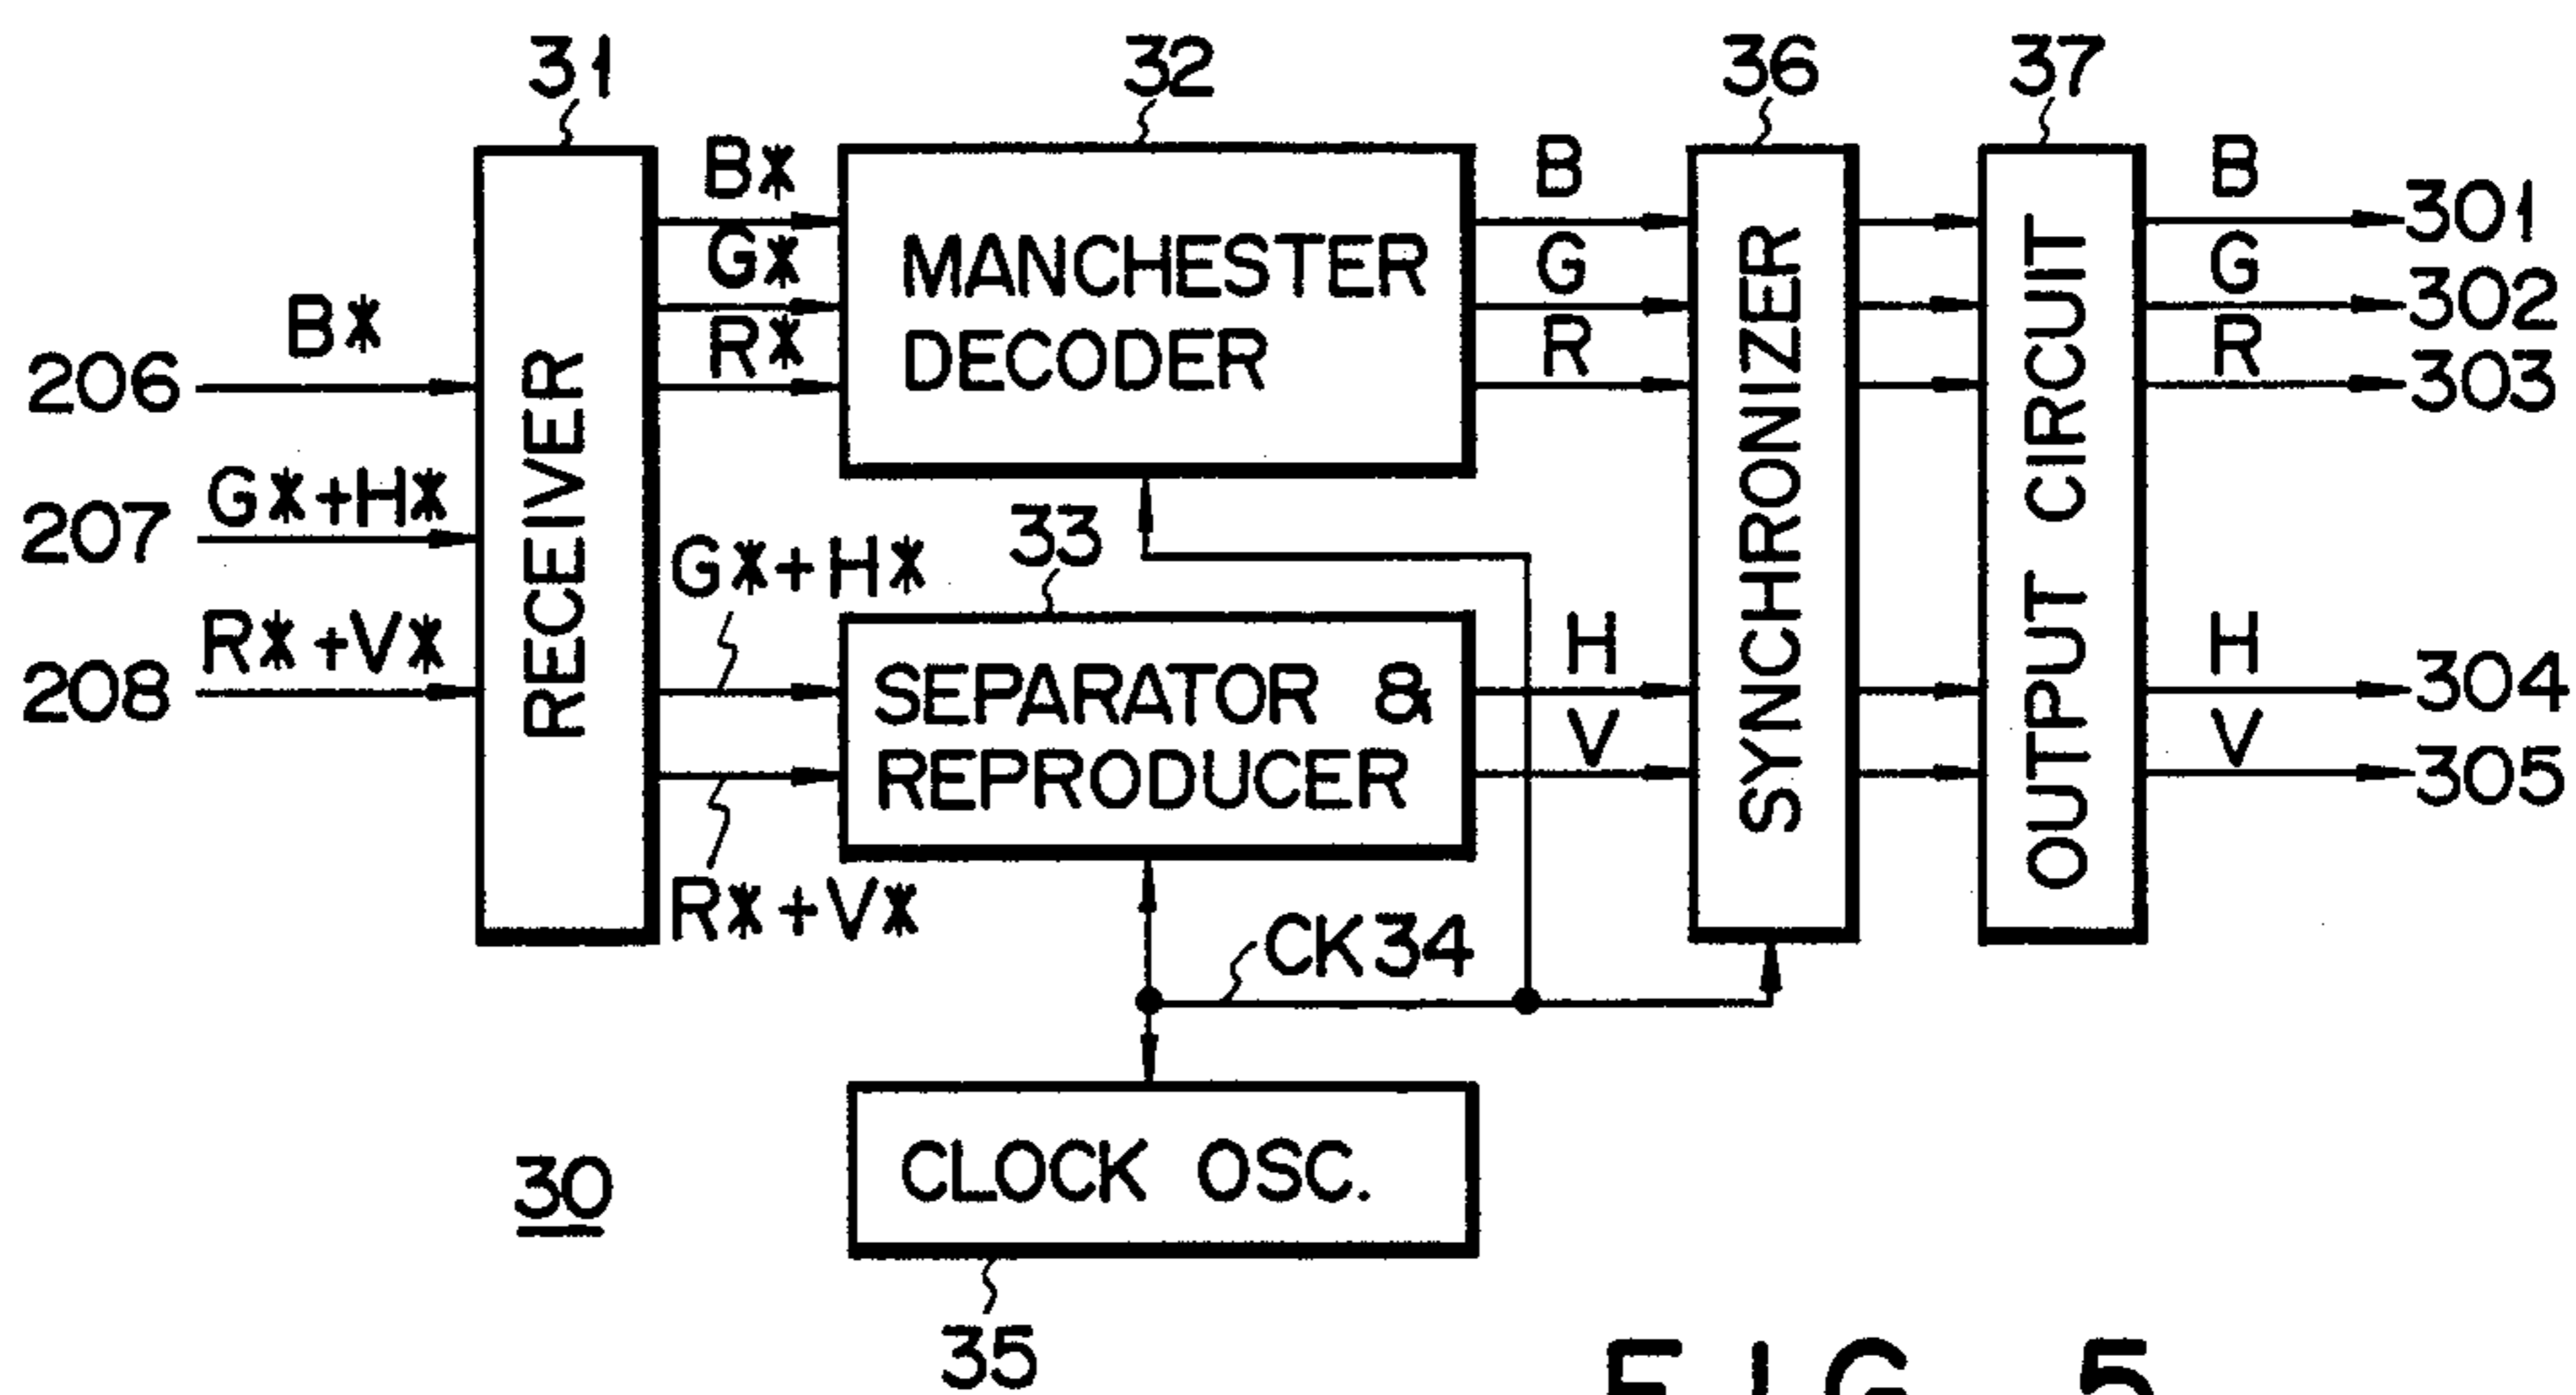 31
32
36
37
B*
G*
R*
MANCHESTER
DECODER
B
G
R
B
G
R
301
302
303
206
B*
207
G*+H*
208
R*+V*
RECEIVER
33
G*+H*
R*+V*
SEPARATOR &
REPRODUCER
H
V
SYNCHRONIZER
OUTPUT CIRCUIT
H
V
304
305
CK34
CLOCK OSC.
30
35
FIG. 5